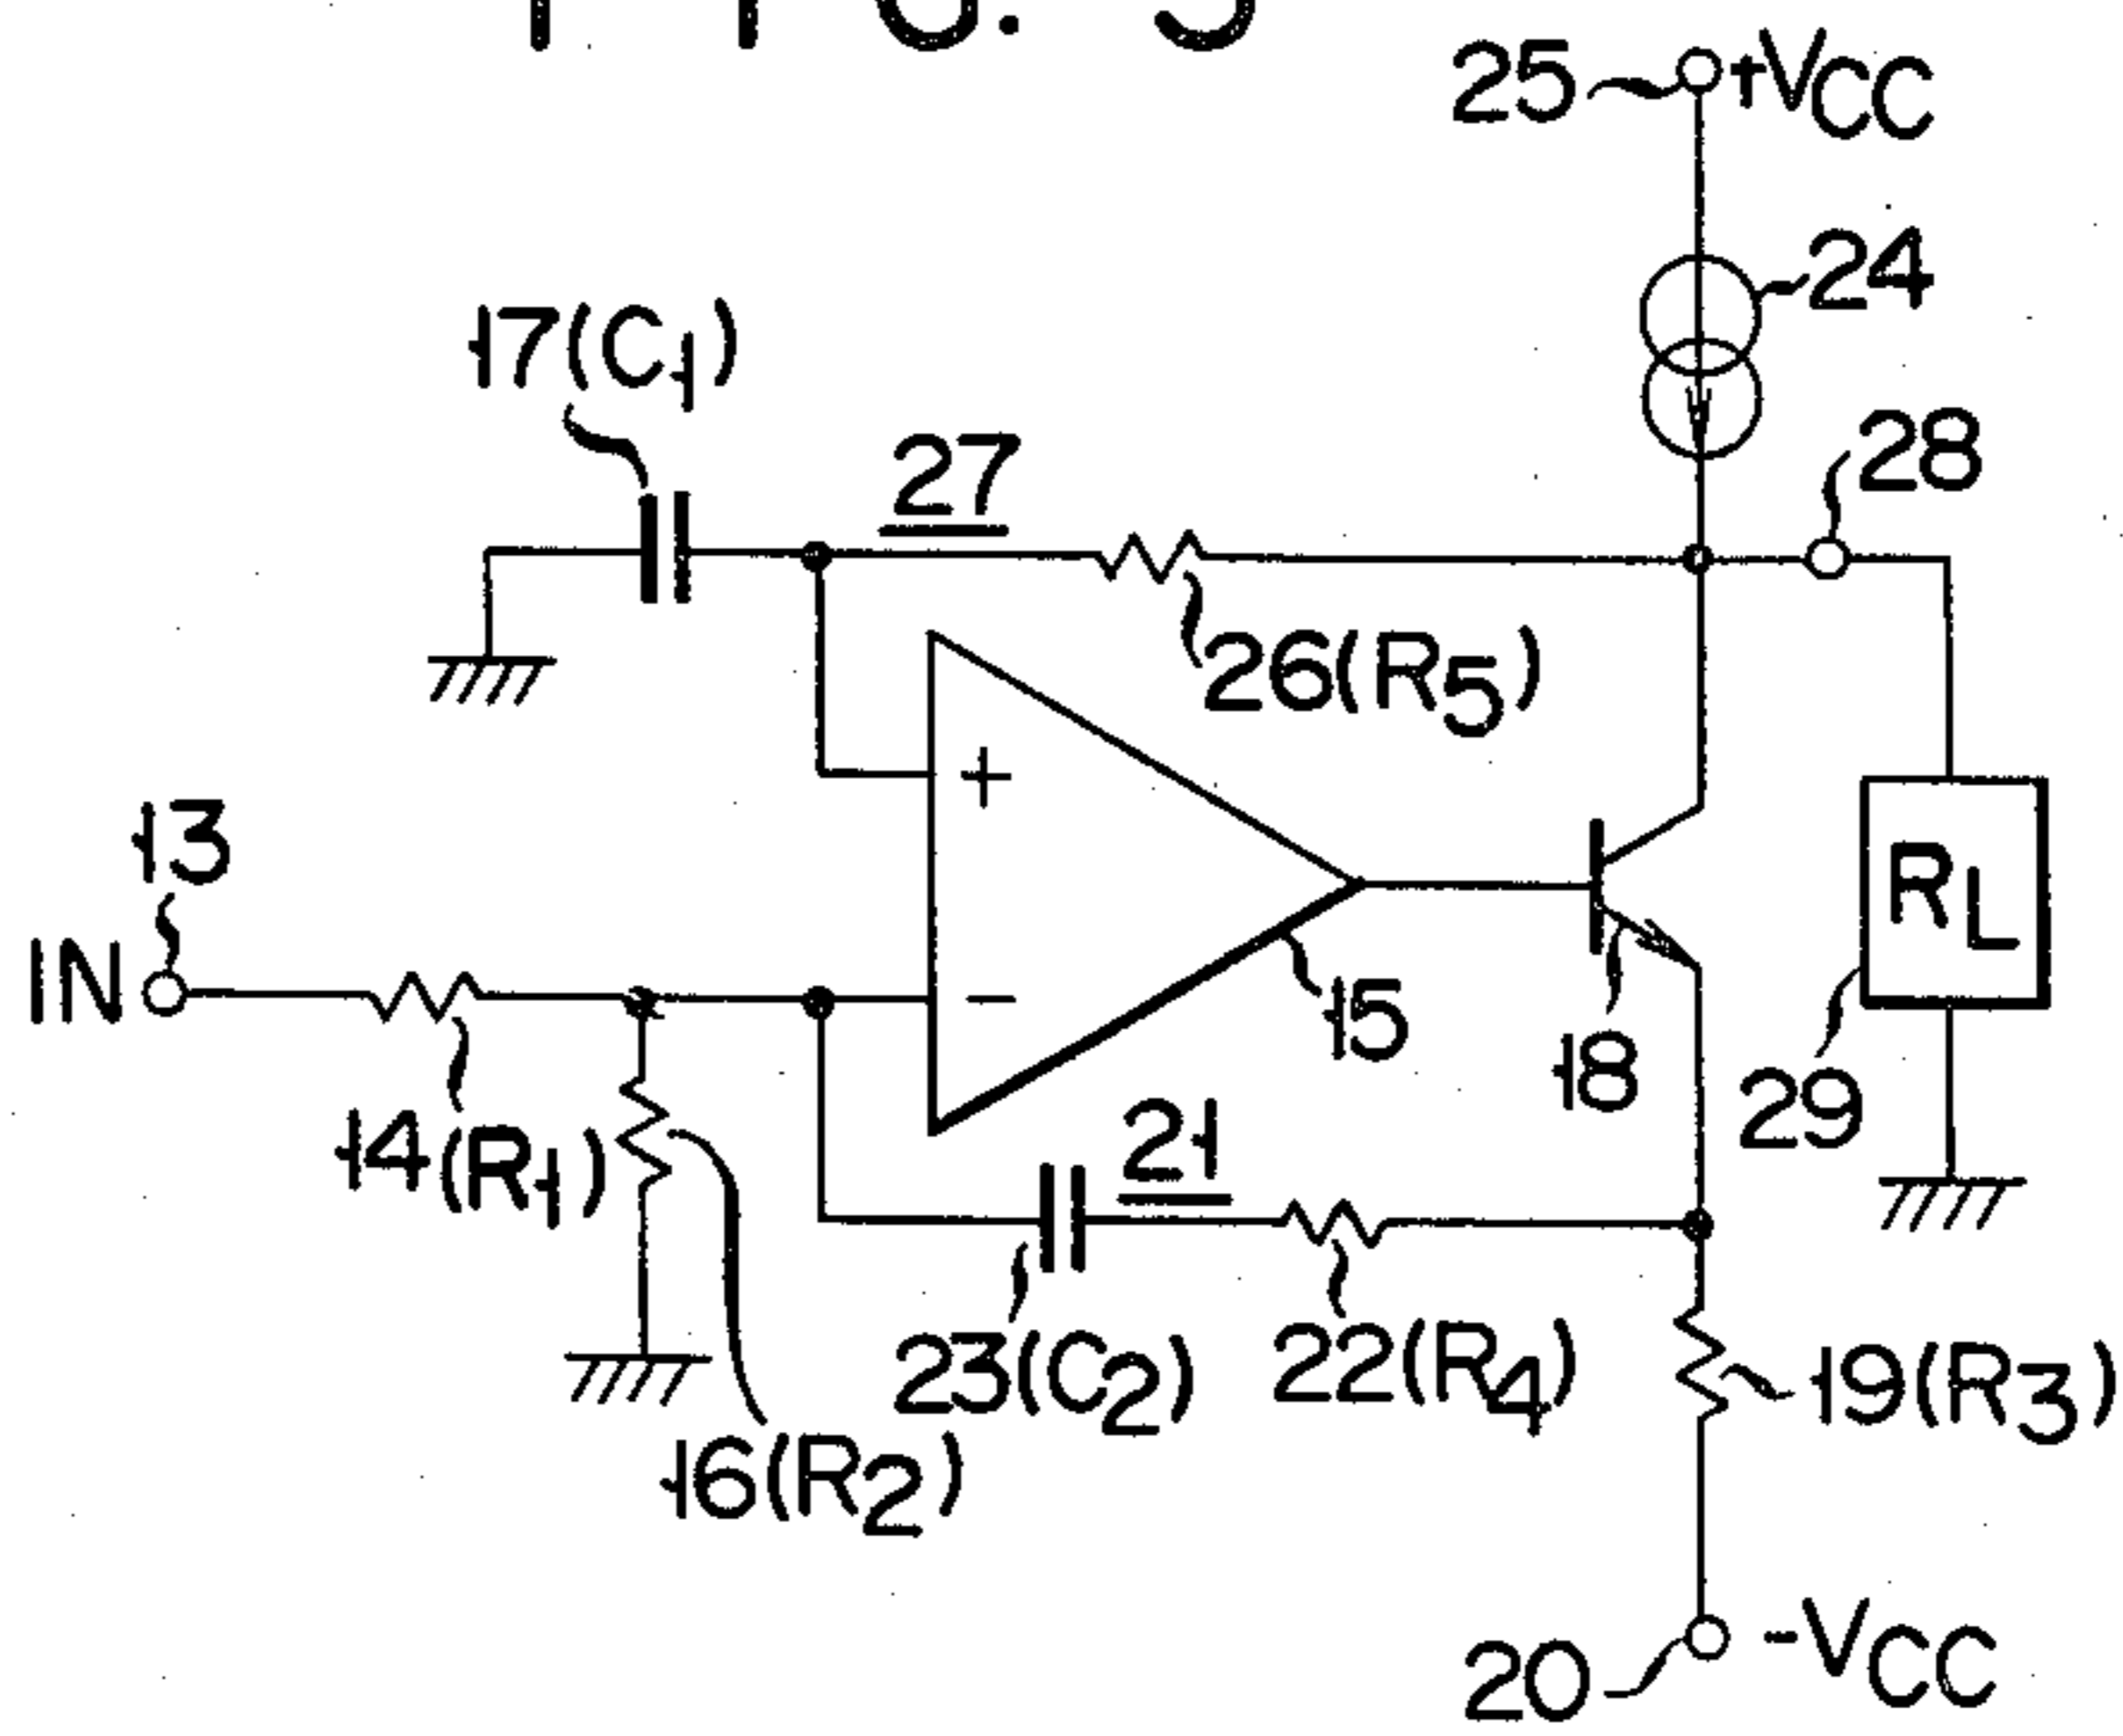 25
+VCC
24
17(C1)
28
27
26(R5)
+
13
RL
IN
-
15
18
29
14(R1)
21
23(C2)
22(R4)
19(R3)
16(R2)
20
-VCC